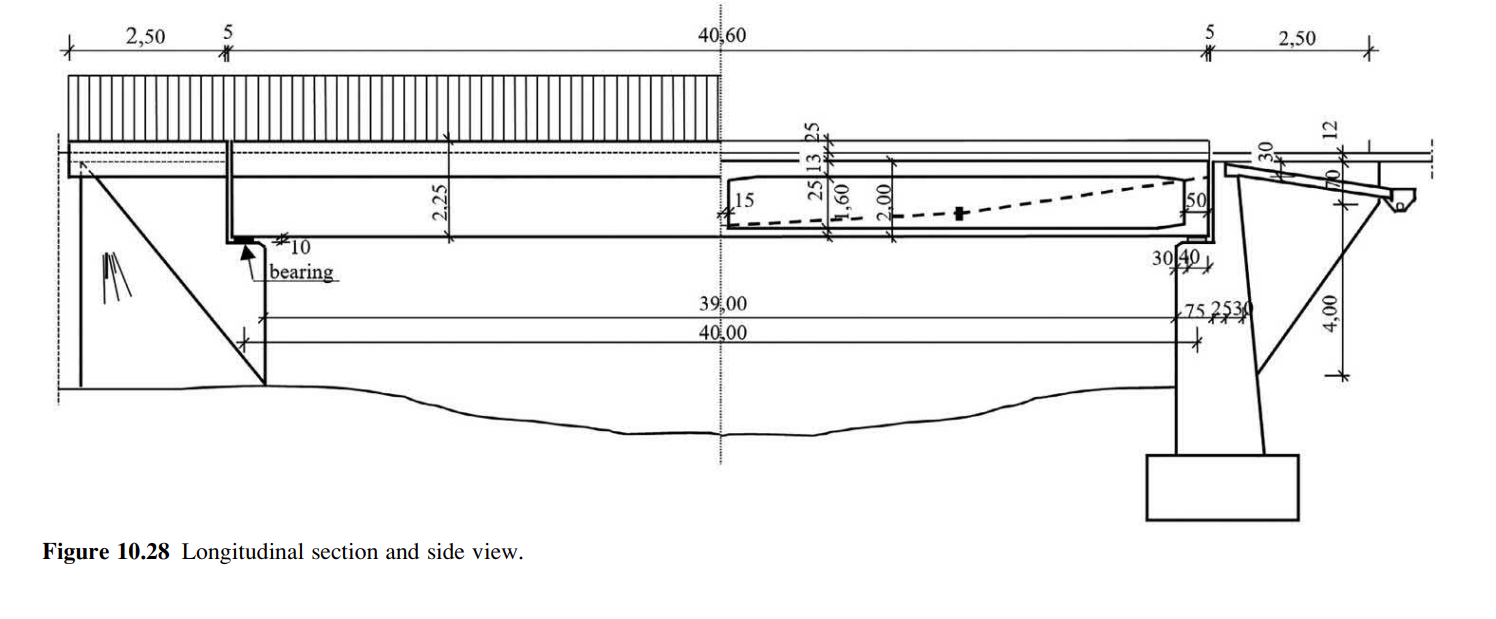 2,50 5 40,60 5 2,50
25
12
30
13
70
2,25 25 1,60 2,00
15 50
10
bearing 30 40
39,00 75 25 30
40,00 4,00
Figure 10.28 Longitudinal section and side view.